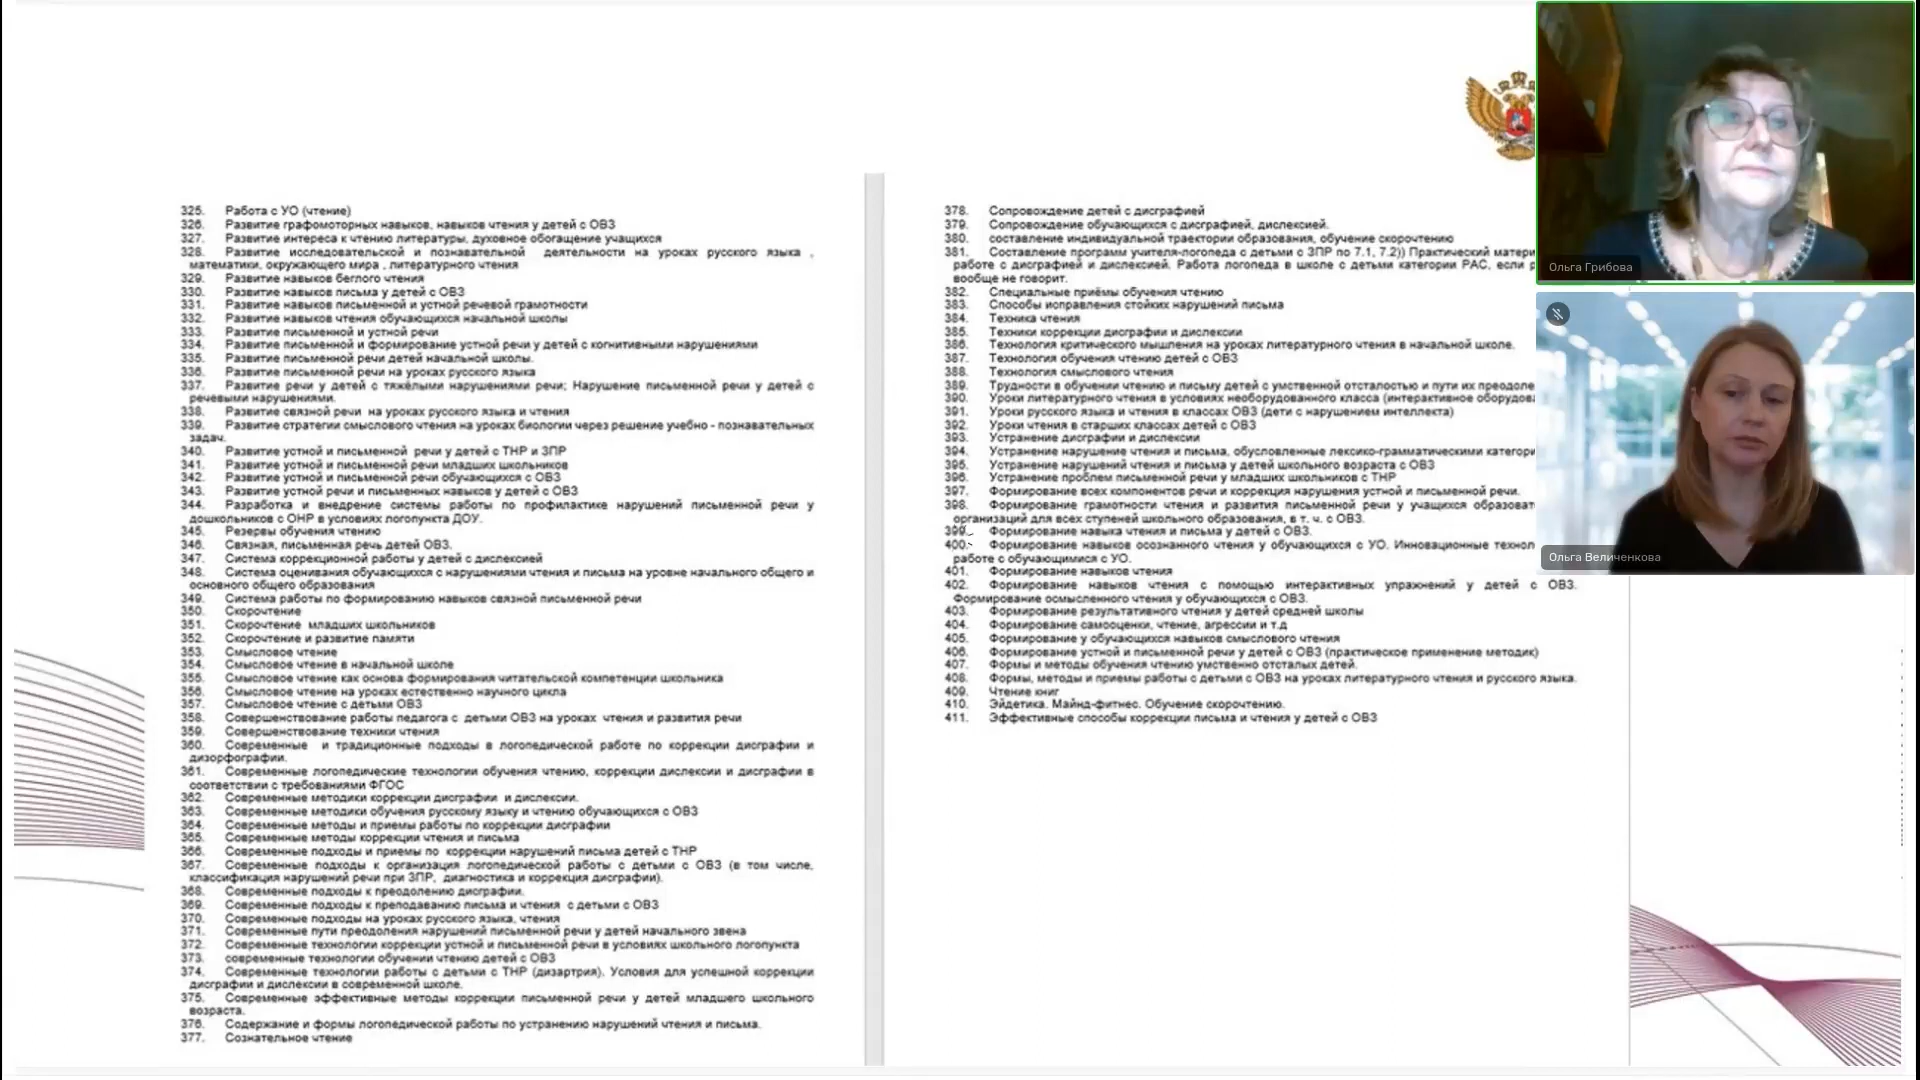 325. Работа с УО (чтение)
326. Развитие графомоторных навыков, навыков чтения у детей с ОВЗ
327. Развитие интереса к чтению литературы, духовное обогащение учащихся
328. Развитие исследовательской и познавательной деятельности на уроках русского языка ,
математики, окружающего мира , литературного чтения
329. Развитие навыков беглого чтения
330. Развитие навыков письма у детей с ОВЗ
331. Развитие навыков письменной и устной речевой грамотности
332. Развитие навыков чтения обучающихся начальной школы
333. Развитие письменной и устной речи
334. Развитие письменной и формирование устной речи у детей с когнитивными нарушениями
335. Развитие письменной речи детей начальной школы.
336. Развитие письменной речи на уроках русского языка
337. Развитие речи у детей с тяжёлыми нарушениями речи; Нарушение письменной речи у детей с
речевыми нарушениями.
338. Развитие связной речи на уроках русского языка и чтения
339. Развитие стратегии смыслового чтения на уроках биологии через решение учебно - познавательных
задач.
340. Развитие устной и письменной речи у детей с ТНР и ЗПР
341. Развитие устной и письменной речи младших школьников
342. Развитие устной и письменной речи обучающихся с ОВЗ
343. Развитие устной речи и письменных навыков у детей с ОВЗ
344. Разработка и внедрение системы работы по профилактике нарушений письменной речи у
дошкольников с ОНР в условиях логопункта ДОУ.
345. Резервы обучения чтению
346. Связная, письменная речь детей ОВЗ.
347. Система коррекционной работы у детей с дислексией
348. Система оценивания обучающихся с нарушениями чтения и письма на уровне начального общего и
основного общего образования
349. Система работы по формированию навыков связной письменной речи
350. Скорочтение
351. Скорочтение младших школьников
352. Скорочтение и развитие памяти
353. Смысловое чтение
354. Смысловое чтение в начальной школе
355. Смысловое чтение как основа формирования читательской компетенции школьника
356. Смысловое чтение на уроках естественно научного цикла
357. Смысловое чтение с детьми ОВЗ
358. Совершенствование работы педагога с детьми ОВЗ на уроках чтения и развития речи
359. Совершенствование техники чтения
360. Современные и традиционные подходы в логопедической работе по коррекции дисграфии и
дизорфографии.
361. Современные логопедические технологии обучения чтению, коррекции дислексии и дисграфии в
соответствии с требованиями ФГОС
362. Современные методики коррекции дисграфии и дислексии.
363. Современные методики обучения русскому языку и чтению обучающихся с ОВЗ
364. Современные методы и приемы работы по коррекции дисграфии
365. Современные методы коррекции чтения и письма
366. Современные подходы и приемы по коррекции нарушений письма детей с ТНР
367. Современные подходы к организация логопедической работы с детьми с ОВЗ (в том числе,
классификация нарушений речи при ЗПР, диагностика и коррекция дисграфии).
368. Современные подходы к преодолению дисграфии.
369. Современные подходы к преподаванию письма и чтения с детьми с ОВЗ
370. Современные подходы на уроках русского языка, чтения
371. Современные пути преодоления нарушений письменной речи у детей начального звена
372. Современные технологии коррекции устной и письменной речи в условиях школьного логопункта
373. современные технологии обучении чтению детей с ОВЗ
374. Современные технологии работы с детьми с ТНР (дизартрия). Условия для успешной коррекции
дисграфии и дислексии в современной школе.
375. Современные эффективные методы коррекции письменной речи у детей младшего школьного
возраста.
376. Содержание и формы логопедической работы по устранению нарушений чтения и письма.
377. Сознательное чтение
378. Сопровождение детей с дисграфией
379. Сопровождение обучающихся с дисграфией, дислексией.
380. составление индивидуальной траектории образования, обучение скорочтению
381. Составление программ учителя-логопеда с детьми с ЗПР по 7.1, 7.2)) Практический матери
работе с дисграфией и дислексией. Работа логопеда в школе с детьми категории РАС, если р
вообще не говорит.
382. Специальные приёмы обучения чтению
383. Способы исправления стойких нарушений письма
384. Техника чтения
385. Техники коррекции дисграфии и дислексии
386. Технология критического мышления на уроках литературного чтения в начальной школе.
387. Технология обучения чтению детей с ОВЗ
388. Технология смыслового чтения
389. Трудности в обучении чтению и письму детей с умственной отсталостью и пути их преодоле
390. Уроки литературного чтения в условиях необорудованного класса (интерактивное оборудова
391. Уроки русского языка и чтения в классах ОВЗ (дети с нарушением интеллекта)
392. Уроки чтения в старших классах детей с ОВЗ
393. Устранение дисграфии и дислексии
394. Устранение нарушение чтения и письма, обусловленные лексико-грамматическими категори
395. Устранение нарушений чтения и письма у детей школьного возраста с ОВЗ
396. Устранение проблем письменной речи у младших школьников с ТНР
397. Формирование всех компонентов речи и коррекция нарушения устной и письменной речи.
398. Формирование грамотности чтения и развития письменной речи у учащихся образоват
организаций для всех ступеней школьного образования, в т. ч. с ОВЗ.
399. Формирование навыка чтения и письма у детей с ОВЗ.
400. Формирование навыков осознанного чтения у обучающихся с УО. Инновационные технол
работе с обучающимися с УО.
401. Формирование навыков чтения
402. Формирование навыков чтения с помощью интерактивных упражнений у детей с ОВЗ.
Формирование осмысленного чтения у обучающихся с ОВЗ.
403. Формирование результативного чтения у детей средней школы
404. Формирование самооценки, чтение, агрессии и т.д
405. Формирование у обучающихся навыков смыслового чтения
406. Формирование устной и письменной речи у детей с ОВЗ (практическое применение методик)
407. Формы и методы обучения чтению умственно отсталых детей.
408. Формы, методы и приемы работы с детьми с ОВЗ на уроках литературного чтения и русского языка.
409. Чтение книг
410. Эйдетика. Майнд-фитнес. Обучение скорочтению.
411. Эффективные способы коррекции письма и чтения у детей с ОВЗ
Ольга Грибова
Ольга Величенкова